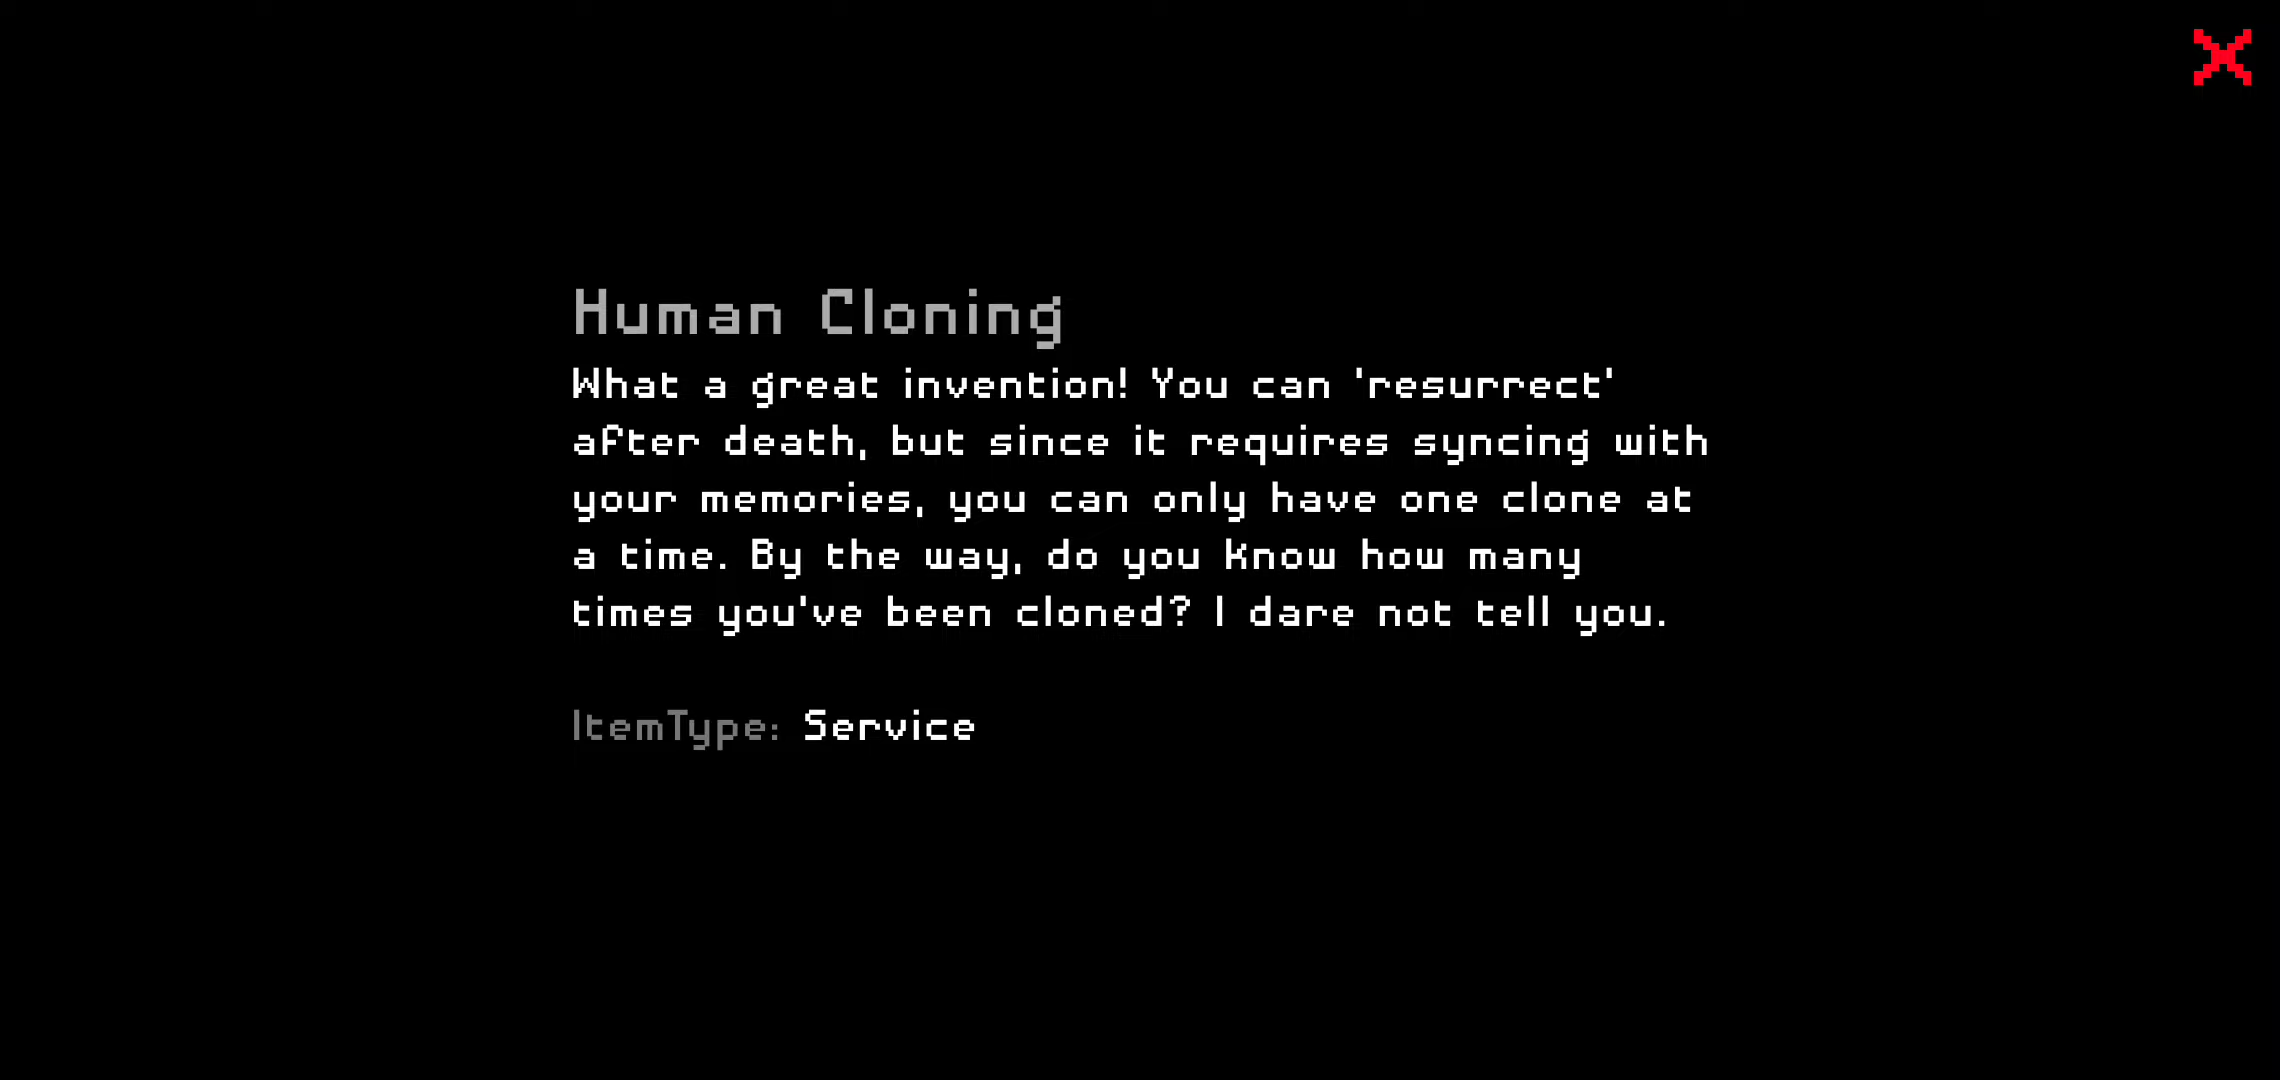 Human Cloning
What a great invention! You can 'resurrect'
after death, but since it requires syncing with
your memories, you can only have one clone at
a time. By the way, do you know how many
times you've been cloned? I dare not tell you.
ItemType: Service